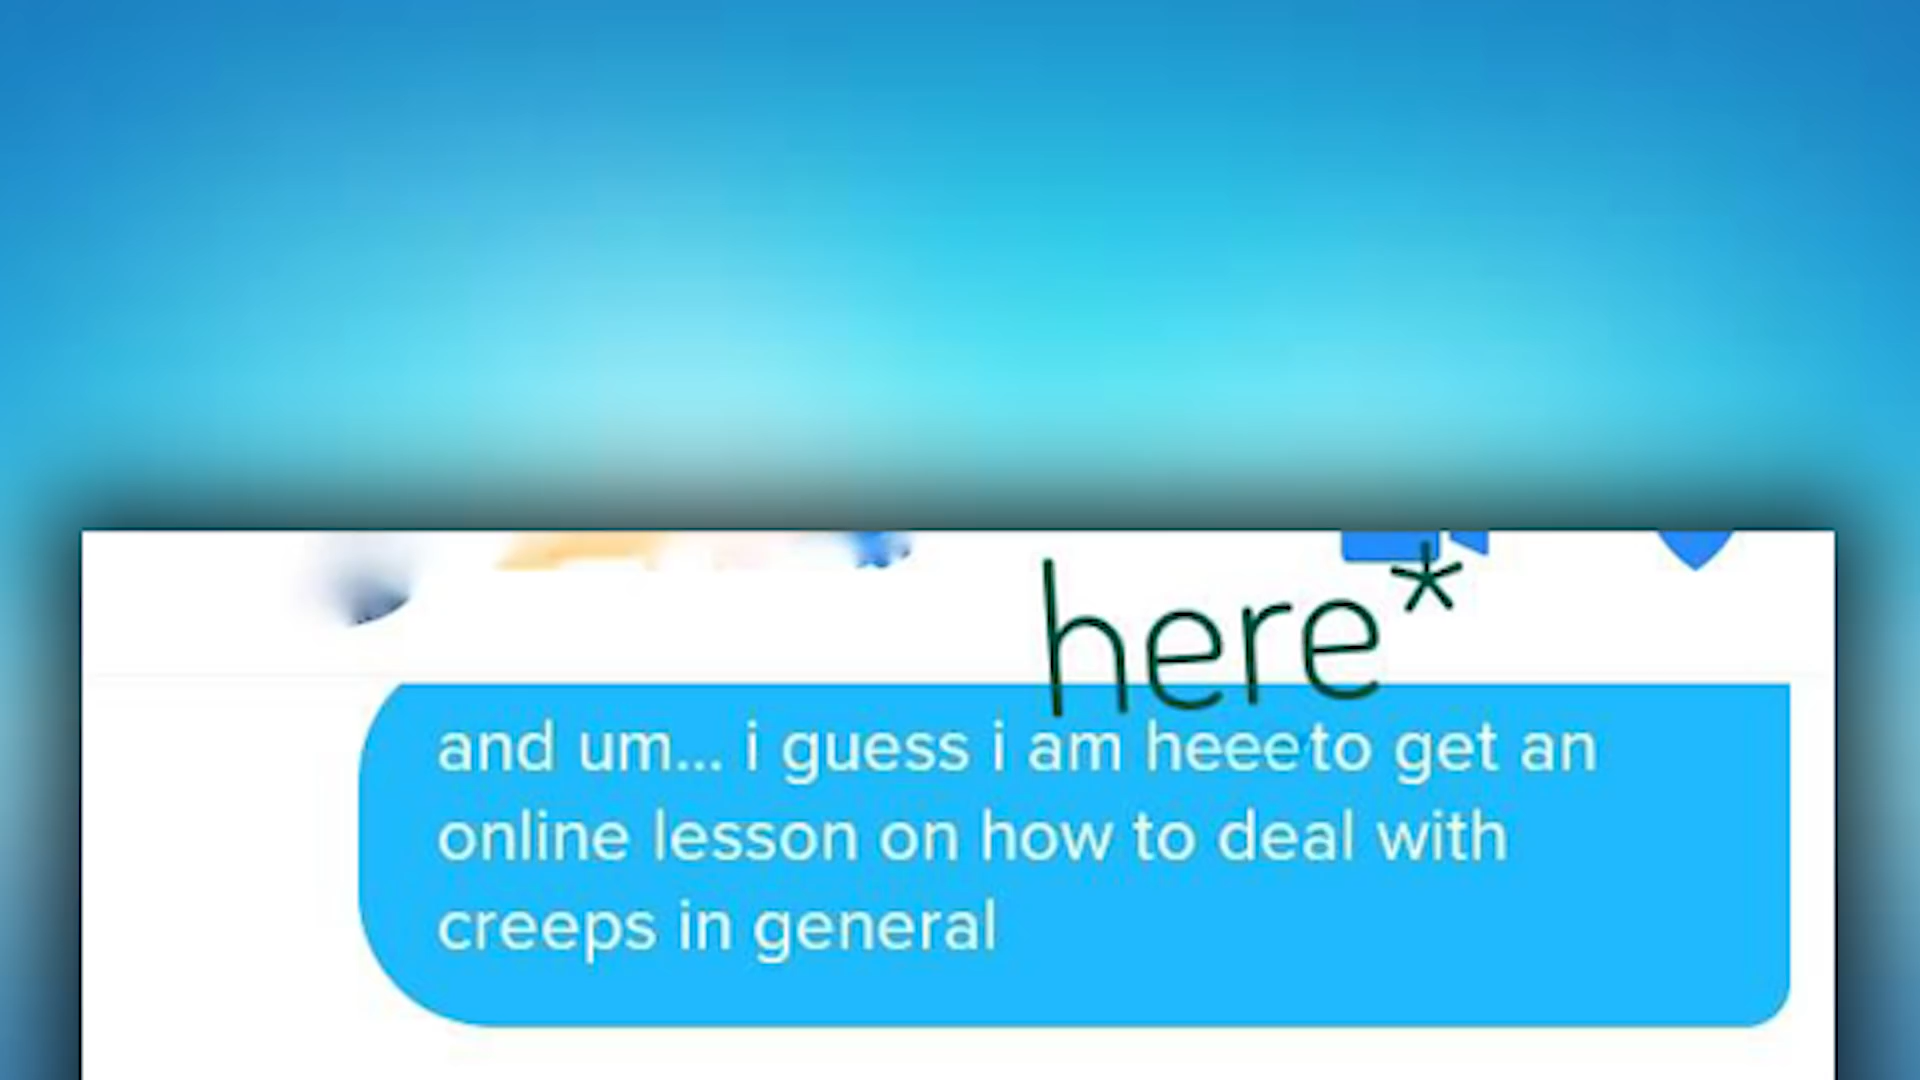 here*
and um... i guess i am heee to get an
online lesson on how to deal with
creeps in general